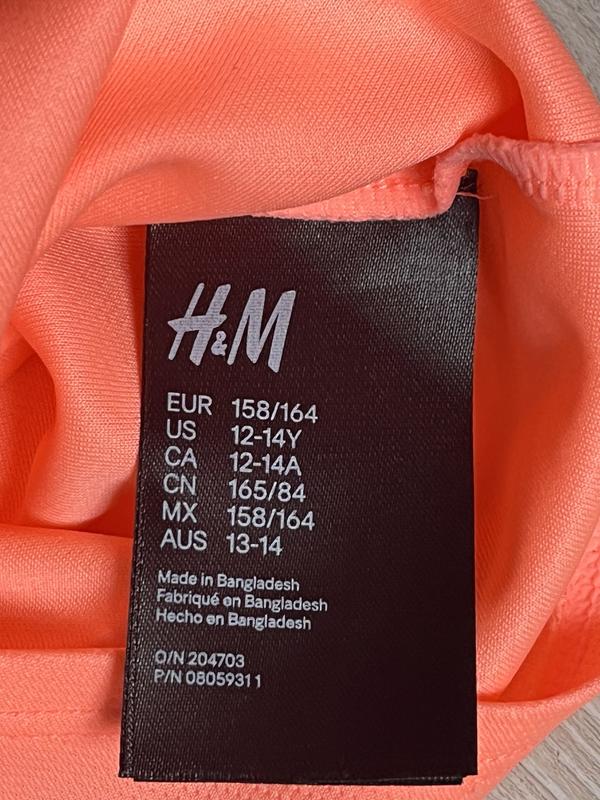 H&M
EUR 158/164
US 12-14Y
CA 12-14A
CN 165/84
MX 158/164
AUS 13-14
Made in Bangladesh
Fabriqué en Bangladesh
Hecho en Bangladesh
O/N 204703
P/N 08059311